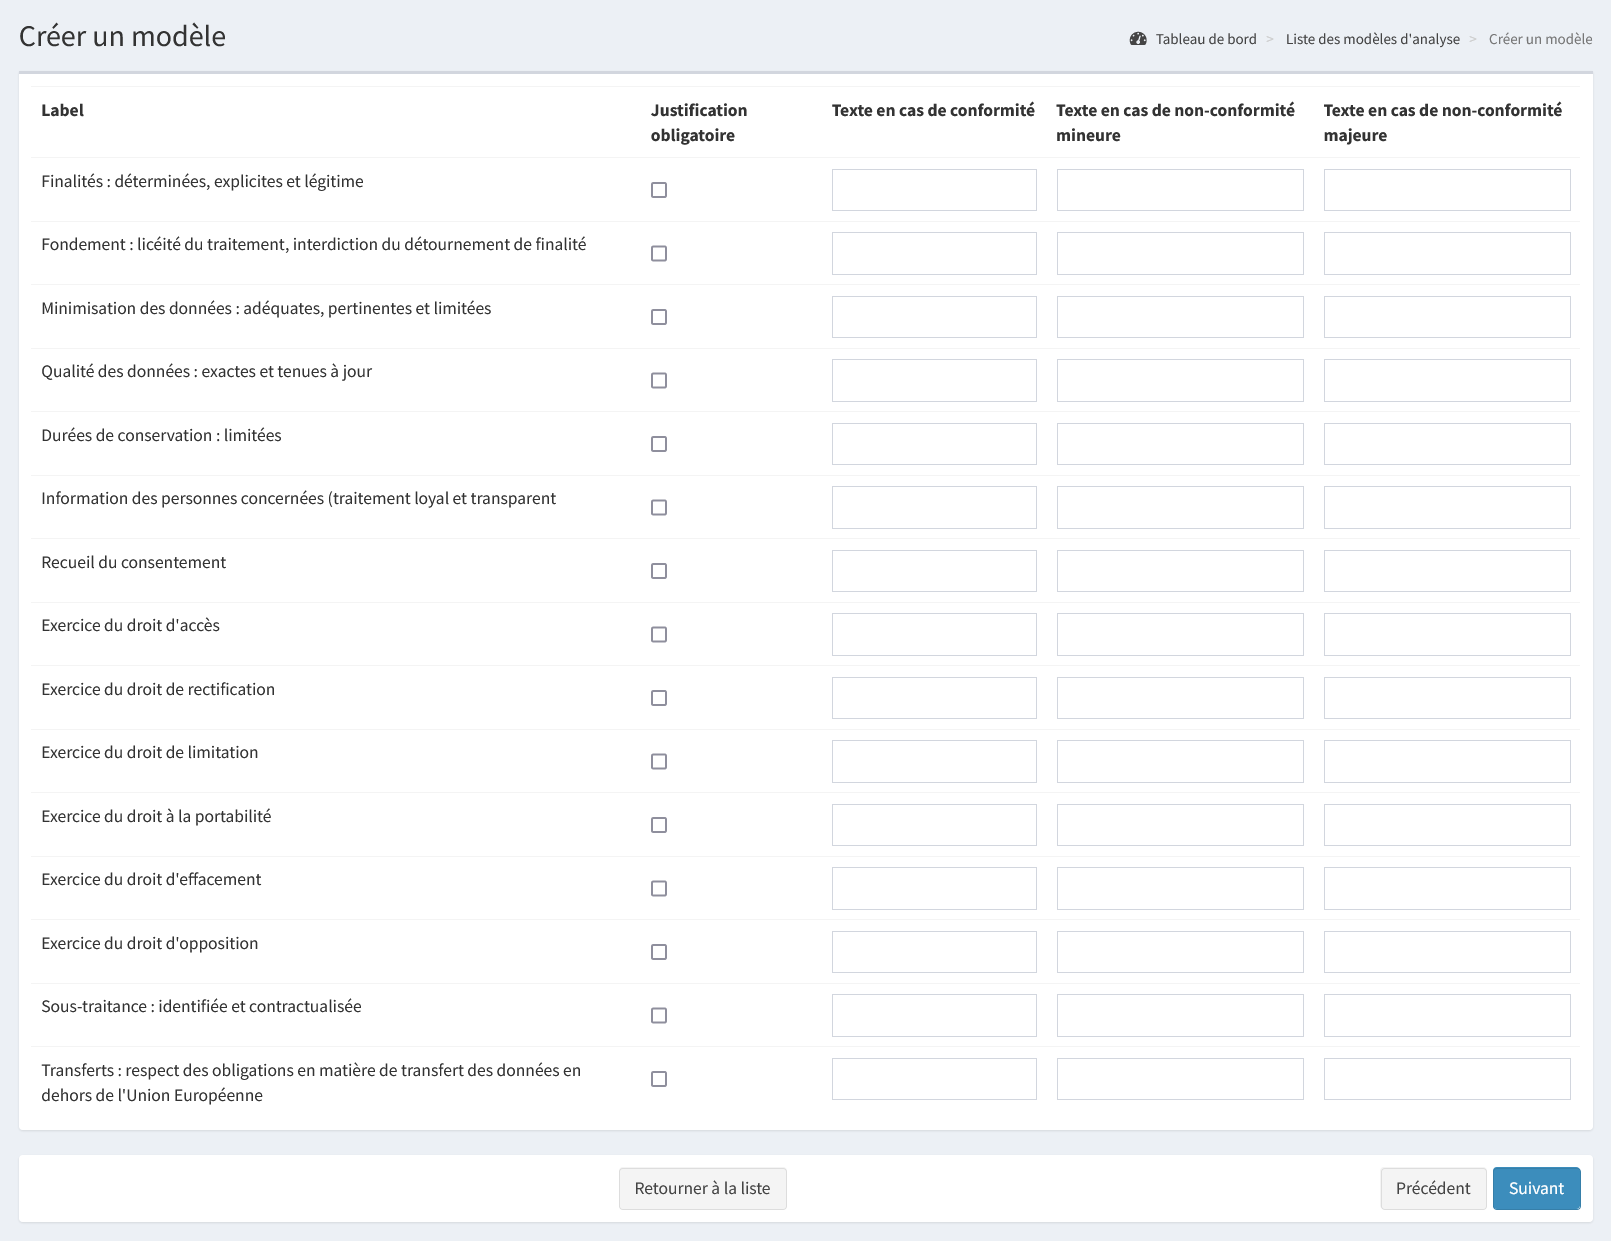 Créer un modèle
Tableau de bord > Liste des modèles d'analyse > Créer un modèle
Label
Justification obligatoire
Texte en cas de conformité
Texte en cas de non-conformité mineure
Texte en cas de non-conformité majeure
Finalités : déterminées, explicites et légitime
Fondement : licéité du traitement, interdiction du détournement de finalité
Minimisation des données : adéquates, pertinentes et limitées
Qualité des données : exactes et tenues à jour
Durées de conservation : limitées
Information des personnes concernées (traitement loyal et transparent
Recueil du consentement
Exercice du droit d'accès
Exercice du droit de rectification
Exercice du droit de limitation
Exercice du droit à la portabilité
Exercice du droit d'effacement
Exercice du droit d'opposition
Sous-traitance : identifiée et contractualisée
Transferts : respect des obligations en matière de transfert des données en
dehors de l'Union Européenne
Retourner à la liste
Précédent
Suivant